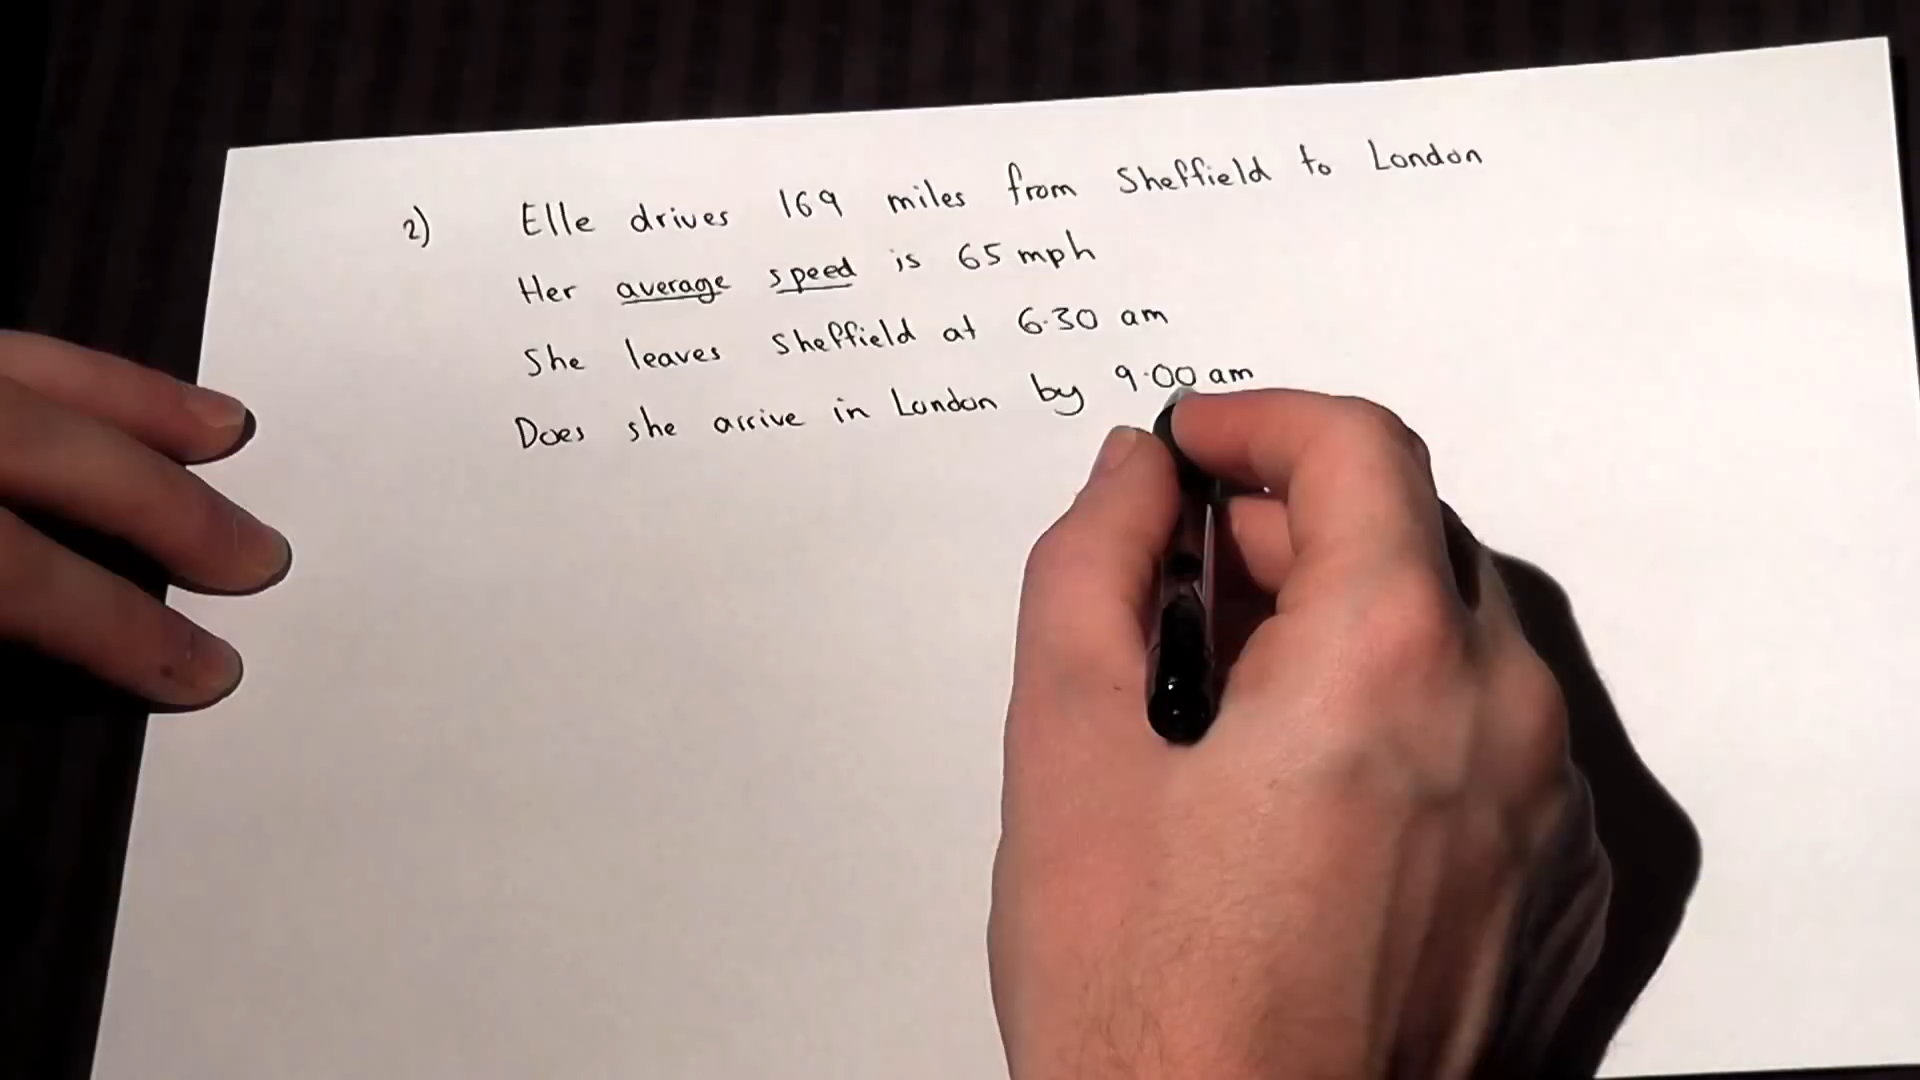 2) Elle drives 169 miles from Sheffield to London
Her average speed is 65 mph
She leaves Sheffield at 6.30 am
Does she arrive in London by 9.00 am